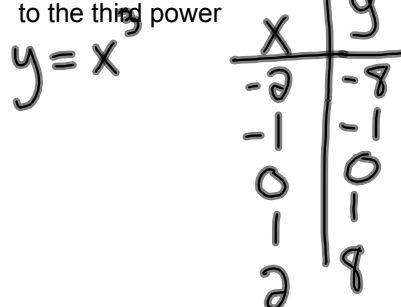 to the third power
y = x³
x | y
-2 | -8
-1 | -1
0 | 0
1 | 1
2 | 8